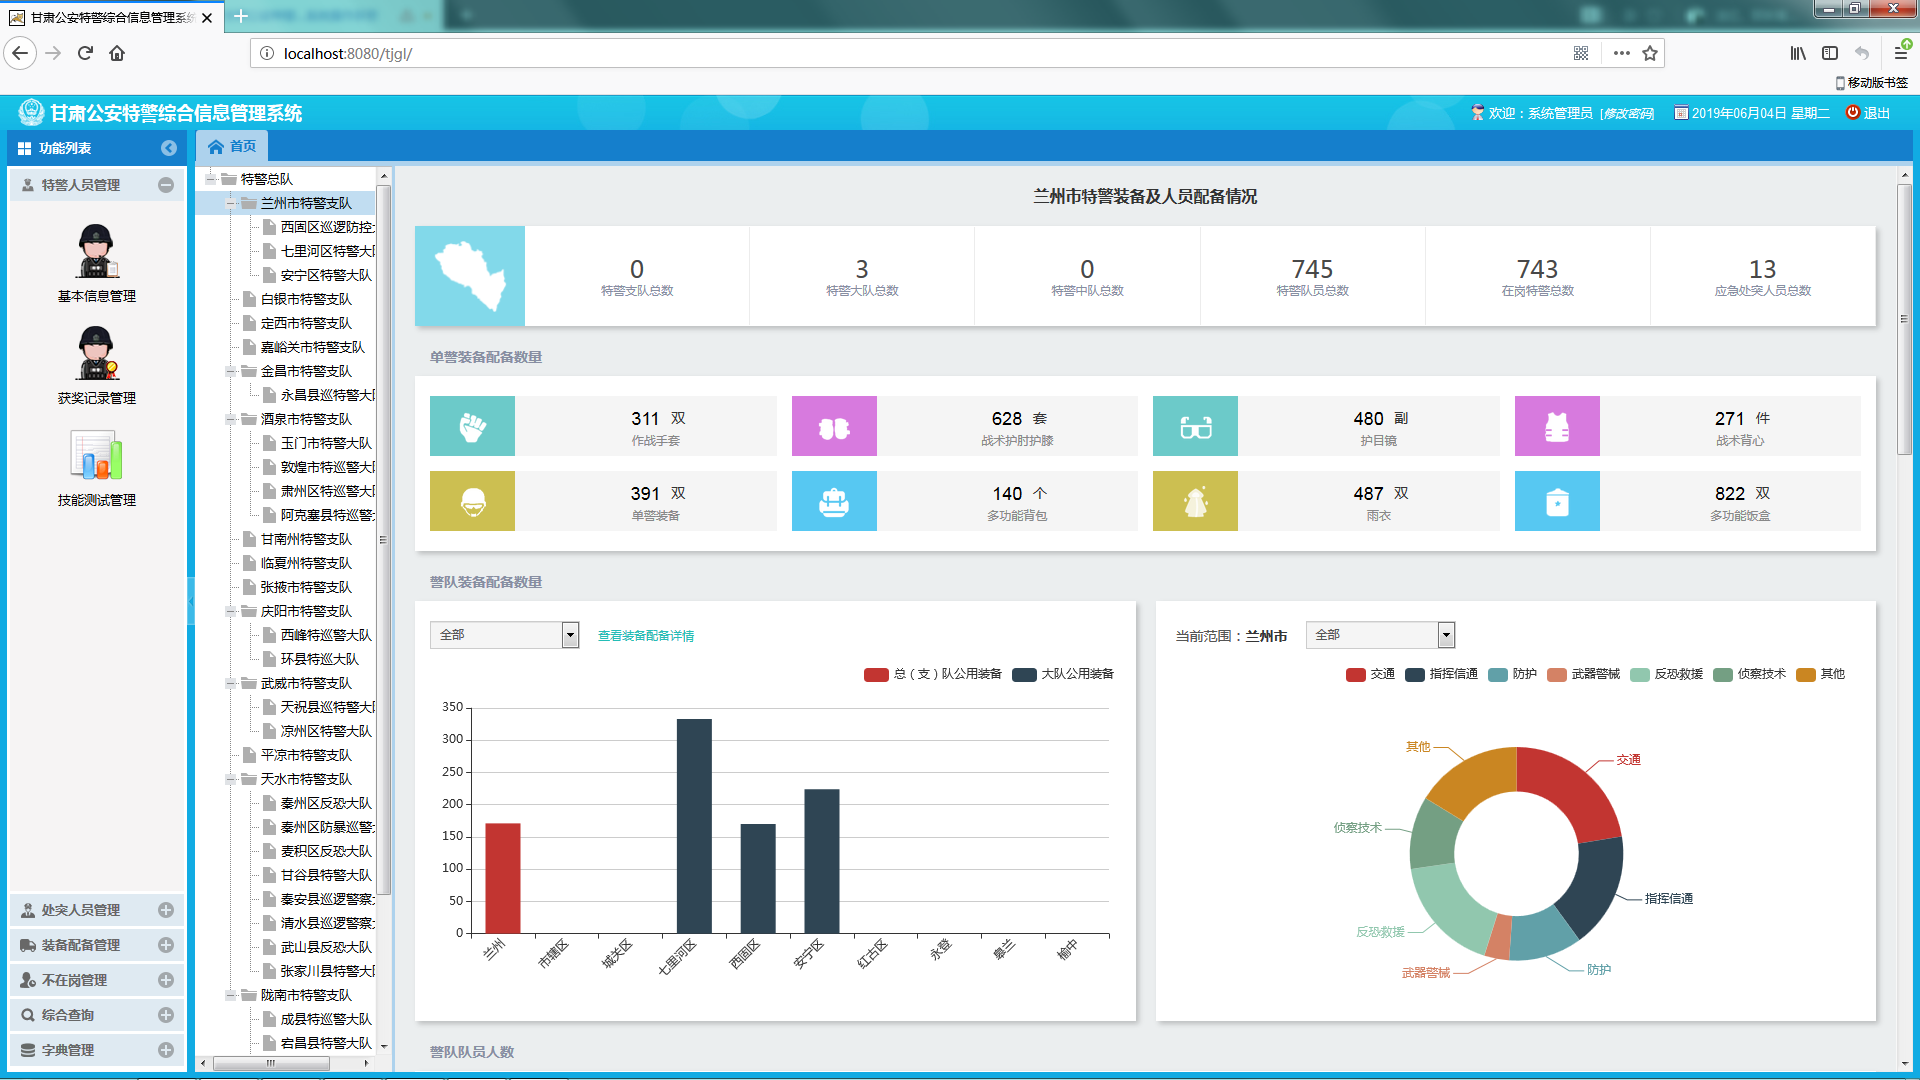 甘肃公安特警综合信息管理系统
localhost:8080/tjgl/
移动版书签
甘肃公安特警综合信息管理系统
欢迎：系统管理员 [修改密码]
2019年06月04日 星期二
退出
功能列表
首页
特警人员管理
基本信息管理
获奖记录管理
技能测试管理
处突人员管理
装备配备管理
不在岗管理
综合查询
字典管理
特警总队
兰州市特警支队
西固区巡逻防控
七里河区特警大
安宁区特警大队
白银市特警支队
定西市特警支队
嘉峪关市特警支队
金昌市特警支队
永昌县巡特警大
酒泉市特警支队
玉门市特警大队
敦煌市特巡警大
肃州区特巡警大
阿克塞县特巡警
甘南州特警支队
临夏州特警支队
张掖市特警支队
庆阳市特警支队
西峰特巡警大队
环县特巡大队
武威市特警支队
天祝县巡特警大
凉州区特警大队
平凉市特警支队
天水市特警支队
秦州区反恐大队
秦州区防暴巡警
麦积区反恐大队
甘谷县特警大队
秦安县巡逻警察
清水县巡逻警察
武山县反恐大队
张家川县特警大
陇南市特警支队
成县特巡警大队
宕昌县特警大队
兰州市特警装备及人员配备情况
0
特警支队总数
3
特警大队总数
0
特警中队总数
745
特警队员总数
743
在岗特警总数
13
应急处突人员总数
单警装备配备数量
311 双
作战手套
628 套
战术护肘护膝
480 副
护目镜
271 件
战术背心
391 双
单警装备
140 个
多功能背包
487 双
雨衣
822 双
多功能饭盒
警队装备配备数量
全部
查看装备配备详情
总（支）队公用装备
大队公用装备
350
300
250
200
150
100
50
0
兰州
市辖区
城关区
七里河区
西固区
安宁区
红古区
永登
皋兰
榆中
当前范围：兰州市
全部
交通
指挥信通
防护
武器警械
反恐救援
侦察技术
其他
其他
交通
侦察技术
指挥信通
反恐救援
武器警械
防护
警队队员人数